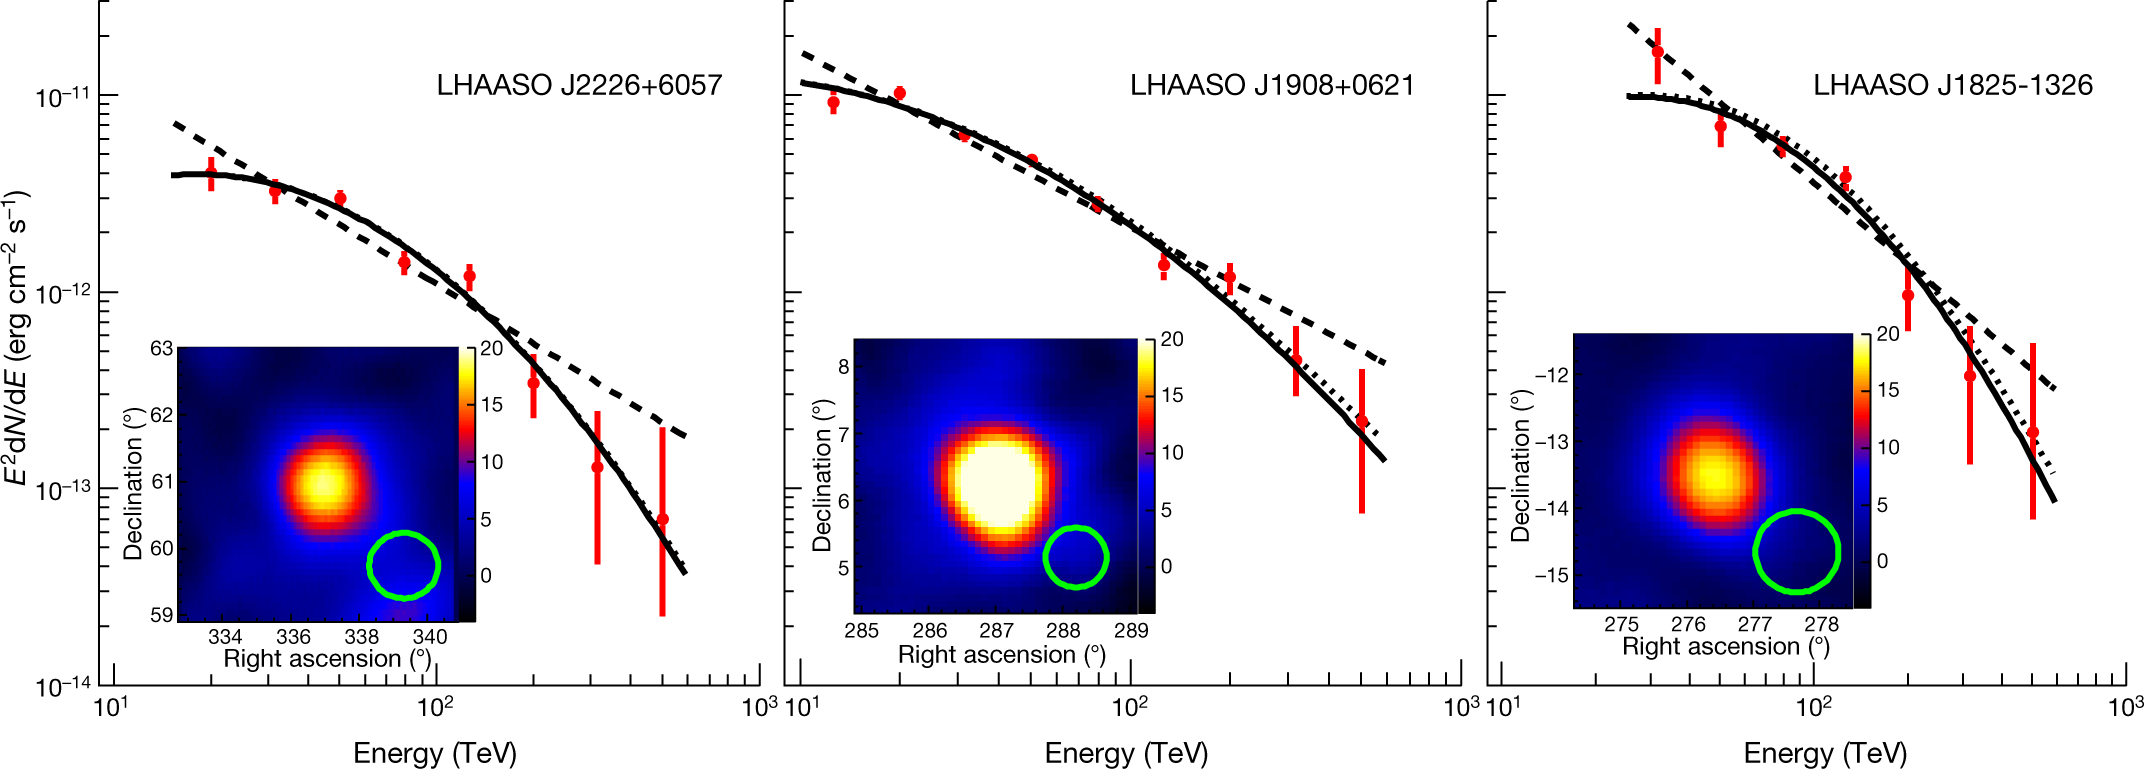 LHAASO J2226+6057
LHAASO J1908+0621
LHAASO J1825-1326
E²dN/dE (erg cm⁻² s⁻¹)
10⁻¹¹
10⁻¹²
10⁻¹³
10⁻¹⁴
63
62
61
60
59
Declination (°)
334 336 338 340
Right ascension (°)
20
15
10
5
0
8
7
6
5
Declination (°)
285 286 287 288 289
Right ascension (°)
20
15
10
5
0
−12
−13
−14
−15
Declination (°)
275 276 277 278
Right ascension (°)
20
15
10
5
0
10¹ 10² 10³
10¹ 10² 10³
10¹ 10² 10³
Energy (TeV)
Energy (TeV)
Energy (TeV)